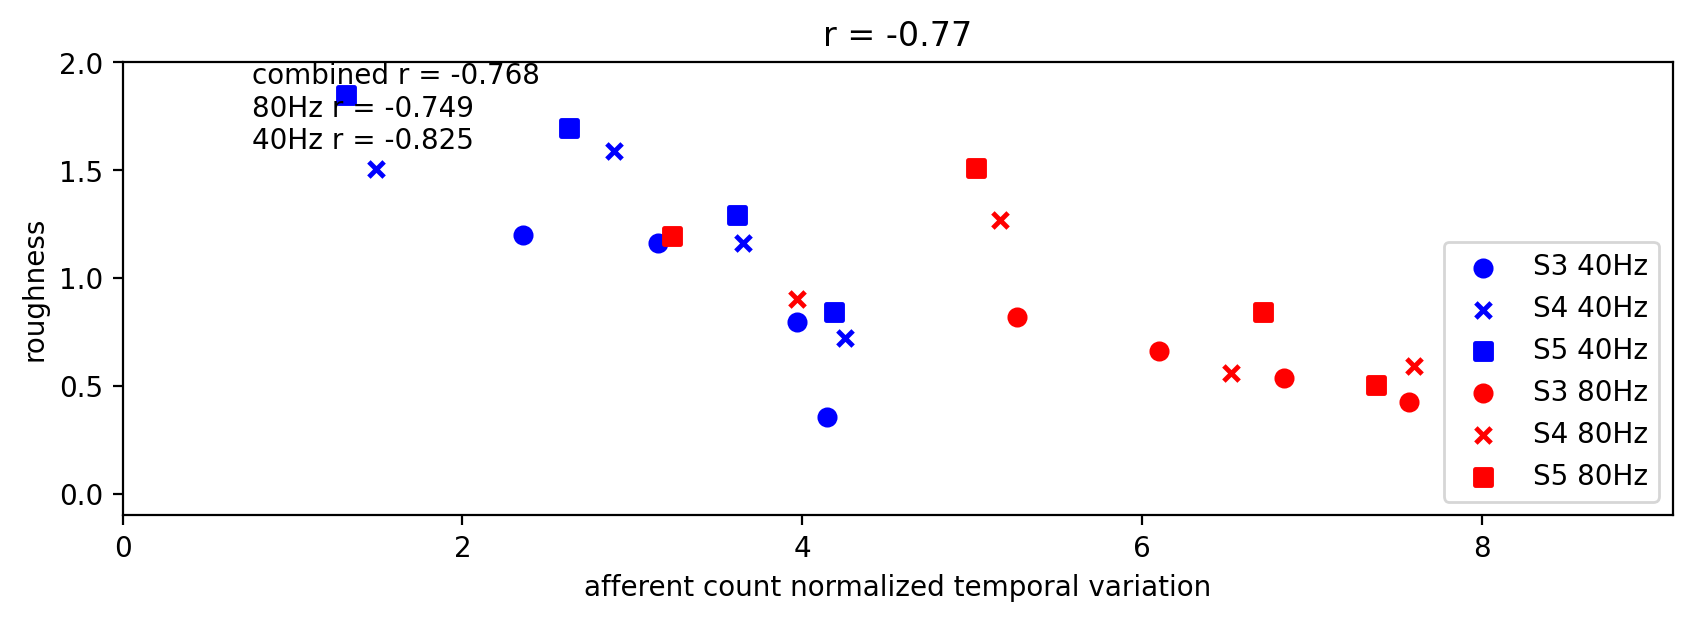 r = -0.77
combined r = -0.768
80Hz r = -0.749
40Hz r = -0.825
2.0
1.5
1.0
0.5
0.0
roughness
0 2 4 6 8
afferent count normalized temporal variation
S3 40Hz
S4 40Hz
S5 40Hz
S3 80Hz
S4 80Hz
S5 80Hz